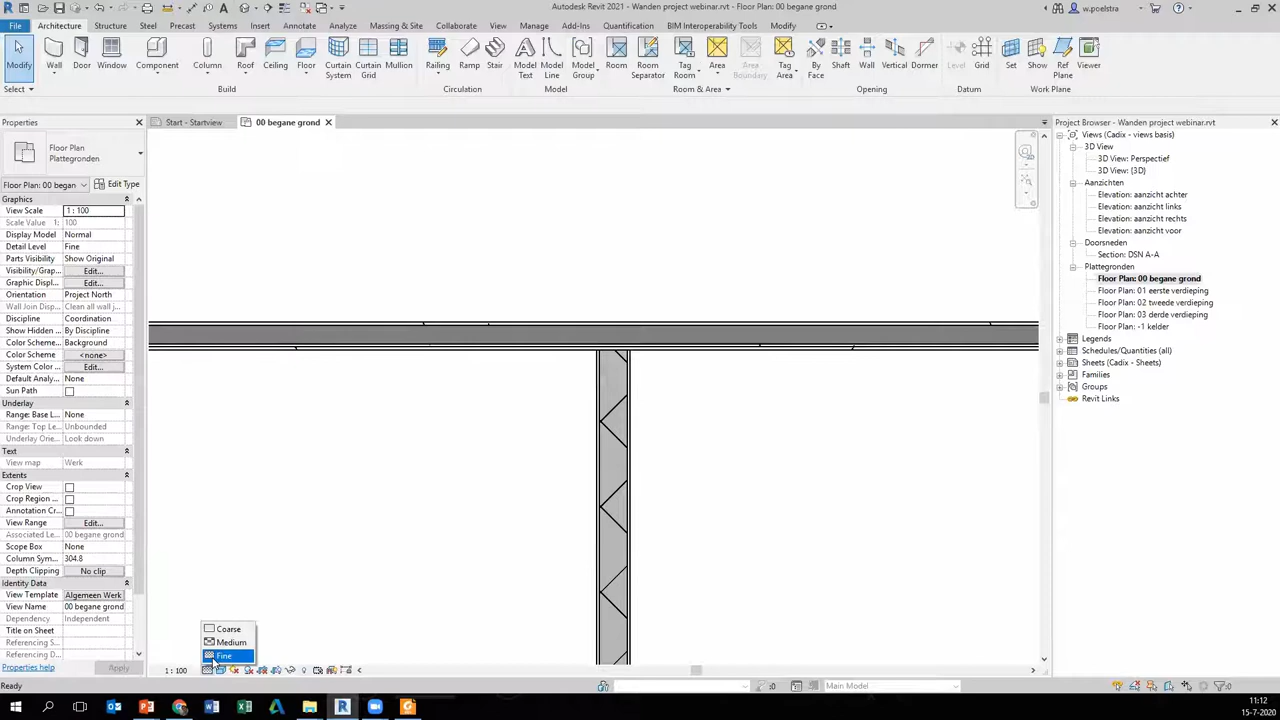 Autodesk Revit 2021 - Wanden project webinar.rvt - Floor Plan: 00 begane grond
w.poelstra
File Architecture Structure Steel Precast Systems Insert Annotate Analyze Massing & Site Collaborate View Manage Add-Ins Quantification BIM Interoperability Tools Modify
Modify Wall Door Window Component Column Roof Ceiling Floor Curtain System Curtain Grid Mullion Railing Ramp Stair Model Text Model Line Model Group Room Room Separator Tag Room Area Area Boundary Tag Area By Face Shaft Wall Vertical Dormer Level Grid Set Show Ref Plane Viewer
Select Build Circulation Model Room & Area Opening Datum Work Plane
Properties
Start - Startview
00 begane grond
Project Browser - Wanden project webinar.rvt
Floor Plan
Plattegronden
Floor Plan: 00 began
Edit Type
Graphics
View Scale 1 : 100
Scale Value 1: 100
Display Model Normal
Detail Level Fine
Parts Visibility Show Original
Visibility/Grap... Edit...
Graphic Displ... Edit...
Orientation Project North
Wall Join Disp... Clean all wall j...
Discipline Coordination
Show Hidden ... By Discipline
Color Scheme ... Background
Color Scheme <none>
System Color ... Edit...
Default Analy... None
Sun Path
Underlay
Range: Base L... None
Range: Top Le... Unbounded
Underlay Orie... Look down
Text
View map Werk
Extents
Crop View
Crop Region ...
Annotation Cr...
View Range Edit...
Associated Le... 00 begane grond
Scope Box None
Column Sym... 304.8
Depth Clipping No clip
Identity Data
View Template Algemeen Werk
View Name 00 begane grond
Dependency Independent
Title on Sheet
Referencing S...
Referencing D...
Properties help
Apply
Views (Cadix - views basis)
3D View
3D View: Perspectief
3D View: {3D}
Aanzichten
Elevation: aanzicht achter
Elevation: aanzicht links
Elevation: aanzicht rechts
Elevation: aanzicht voor
Doorsneden
Section: DSN A-A
Plattegronden
Floor Plan: 00 begane grond
Floor Plan: 01 eerste verdieping
Floor Plan: 02 tweede verdieping
Floor Plan: 03 derde verdieping
Floor Plan: -1 kelder
Legends
Schedules/Quantities (all)
Sheets (Cadix - Sheets)
Families
Groups
Revit Links
Coarse
Medium
Fine
1 : 100
Ready
:0
Main Model
:0
11:12
15-7-2020